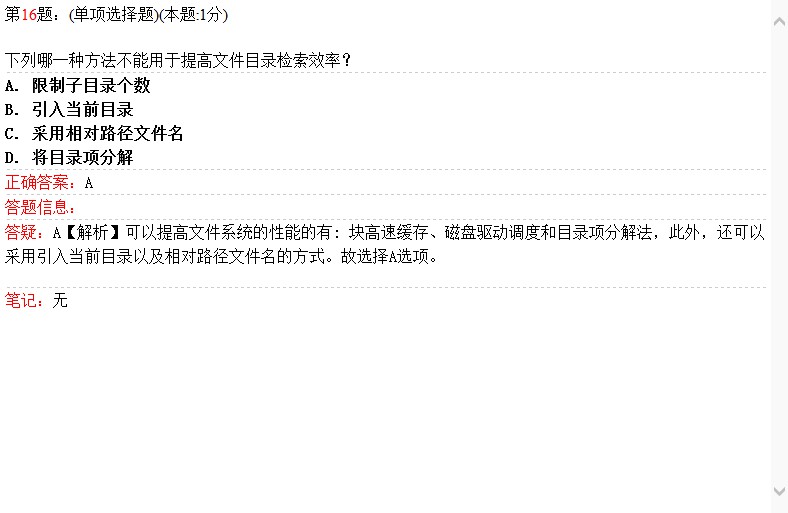 第16题：(单项选择题)(本题:1分)
下列哪一种方法不能用于提高文件目录检索效率？
A. 限制子目录个数
B. 引入当前目录
C. 采用相对路径文件名
D. 将目录项分解
正确答案：A
答题信息：
答疑：A【解析】可以提高文件系统的性能的有：块高速缓存、磁盘驱动调度和目录项分解法，此外，还可以
采用引入当前目录以及相对路径文件名的方式。故选择A选项。
笔记：无